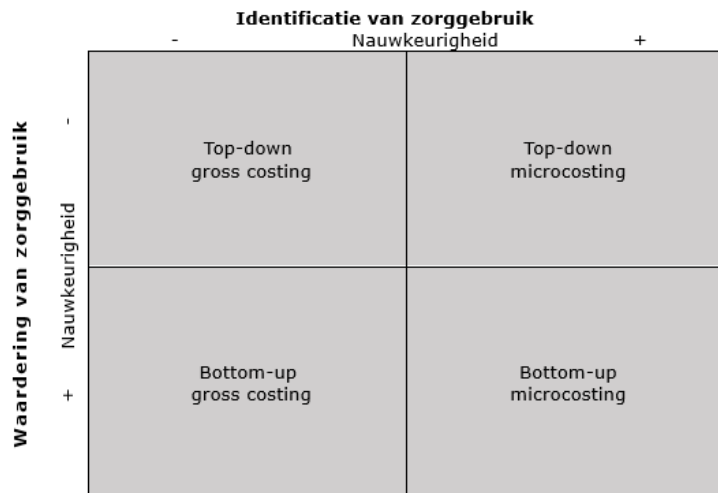 Identificatie van zorggebruik
- Nauwkeurigheid +
Waardering van zorggebruik
- Nauwkeurigheid +
Top-down
gross costing
Top-down
microcosting
Bottom-up
gross costing
Bottom-up
microcosting